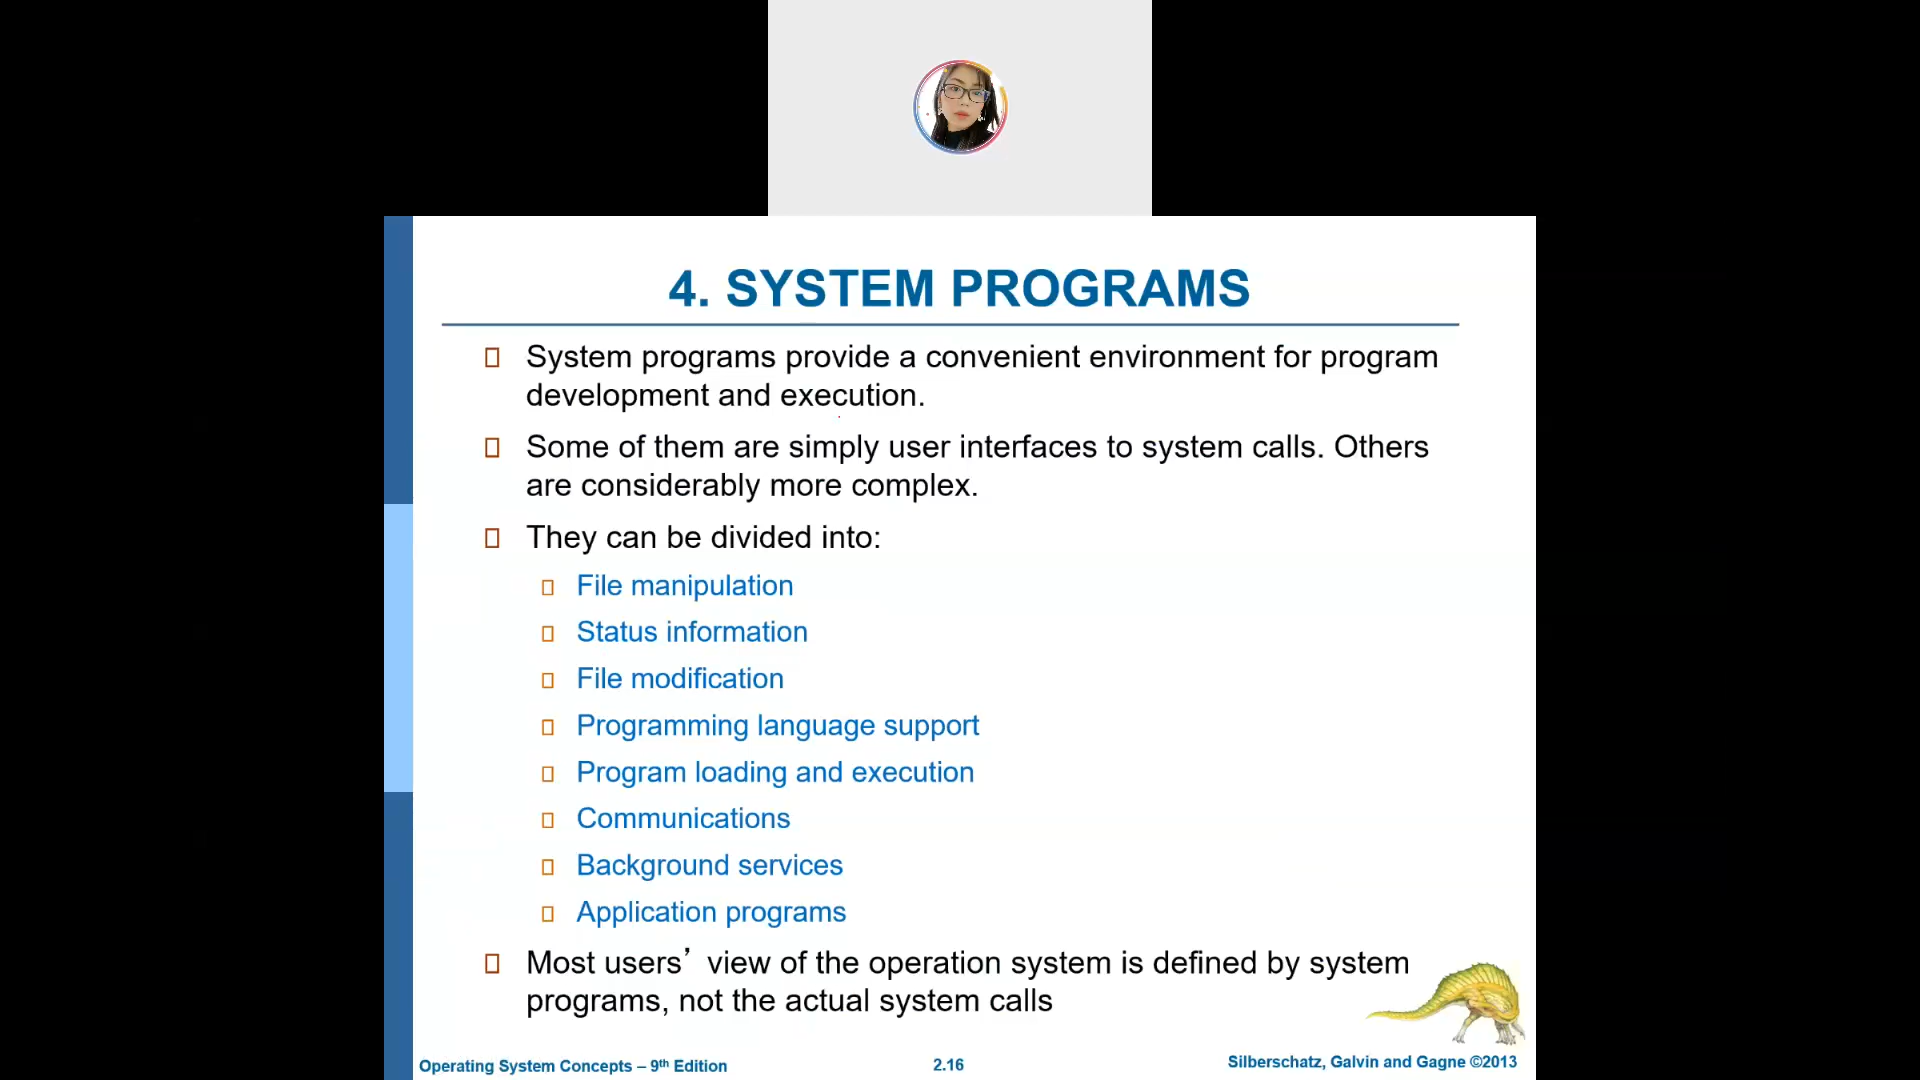 4. SYSTEM PROGRAMS
System programs provide a convenient environment for program
development and execution.
Some of them are simply user interfaces to system calls. Others
are considerably more complex.
They can be divided into:
File manipulation
Status information
File modification
Programming language support
Program loading and execution
Communications
Background services
Application programs
Most users’ view of the operation system is defined by system
programs, not the actual system calls
Operating System Concepts – 9th Edition
2.16
Silberschatz, Galvin and Gagne ©2013